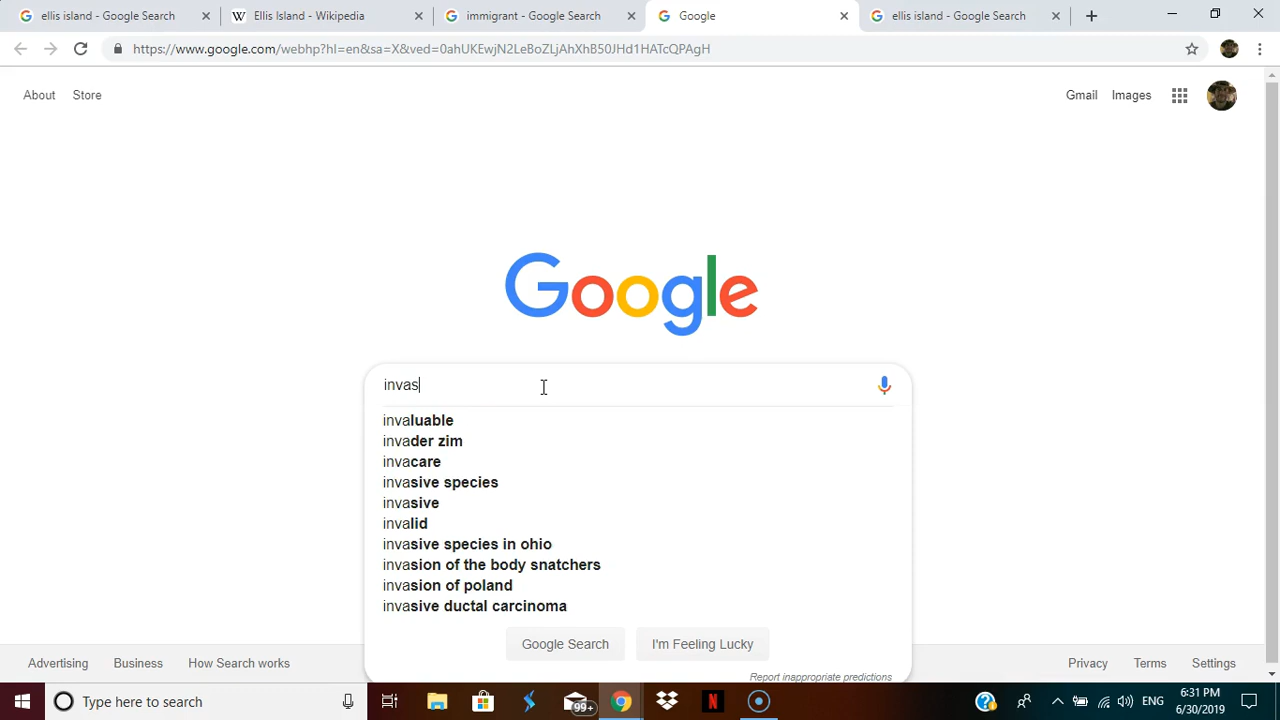 ellis island - Google Search
Ellis Island - Wikipedia
immigrant - Google Search
Google
ellis island - Google Search
https://www.google.com/webhp?hl=en&sa=X&ved=0ahUKEwjN2LeBoZLjAhXhB50JHd1HATcQPAgH
About Store
Gmail Images
Google
invas
invaluable
invader zim
invacare
invasive species
invasive
invalid
invasive species in ohio
invasion of the body snatchers
invasion of poland
invasive ductal carcinoma
Google Search I'm Feeling Lucky
Report inappropriate predictions
Advertising Business How Search works
Privacy Terms Settings
Type here to search
99+
N
ENG
6:31 PM
6/30/2019